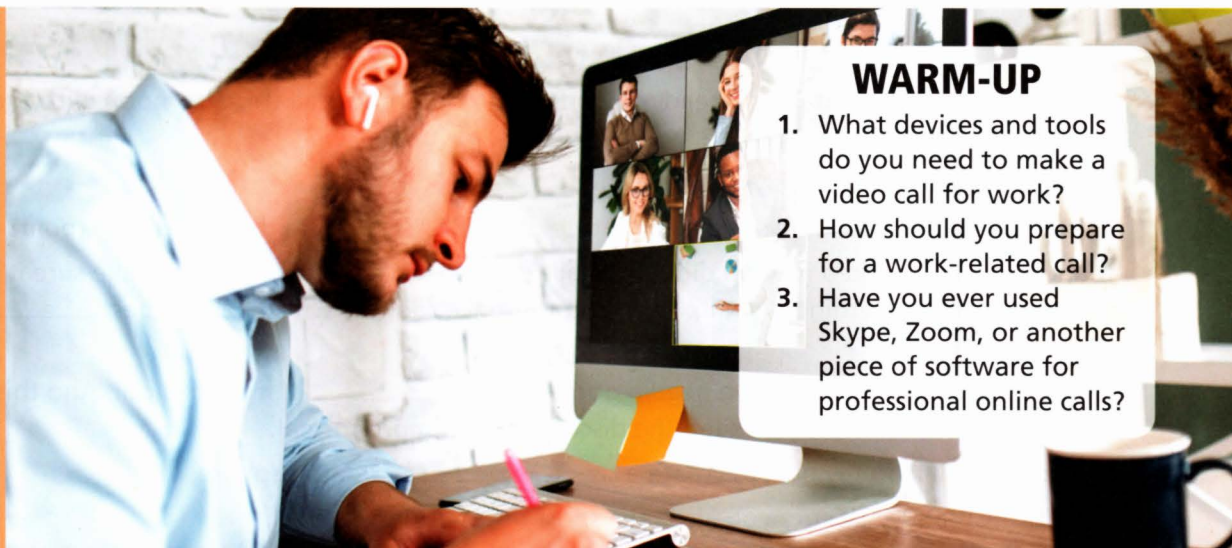 WARM-UP
1. What devices and tools
do you need to make a
video call for work?
2. How should you prepare
for a work-related call?
3. Have you ever used
Skype, Zoom, or another
piece of software for
professional online calls?